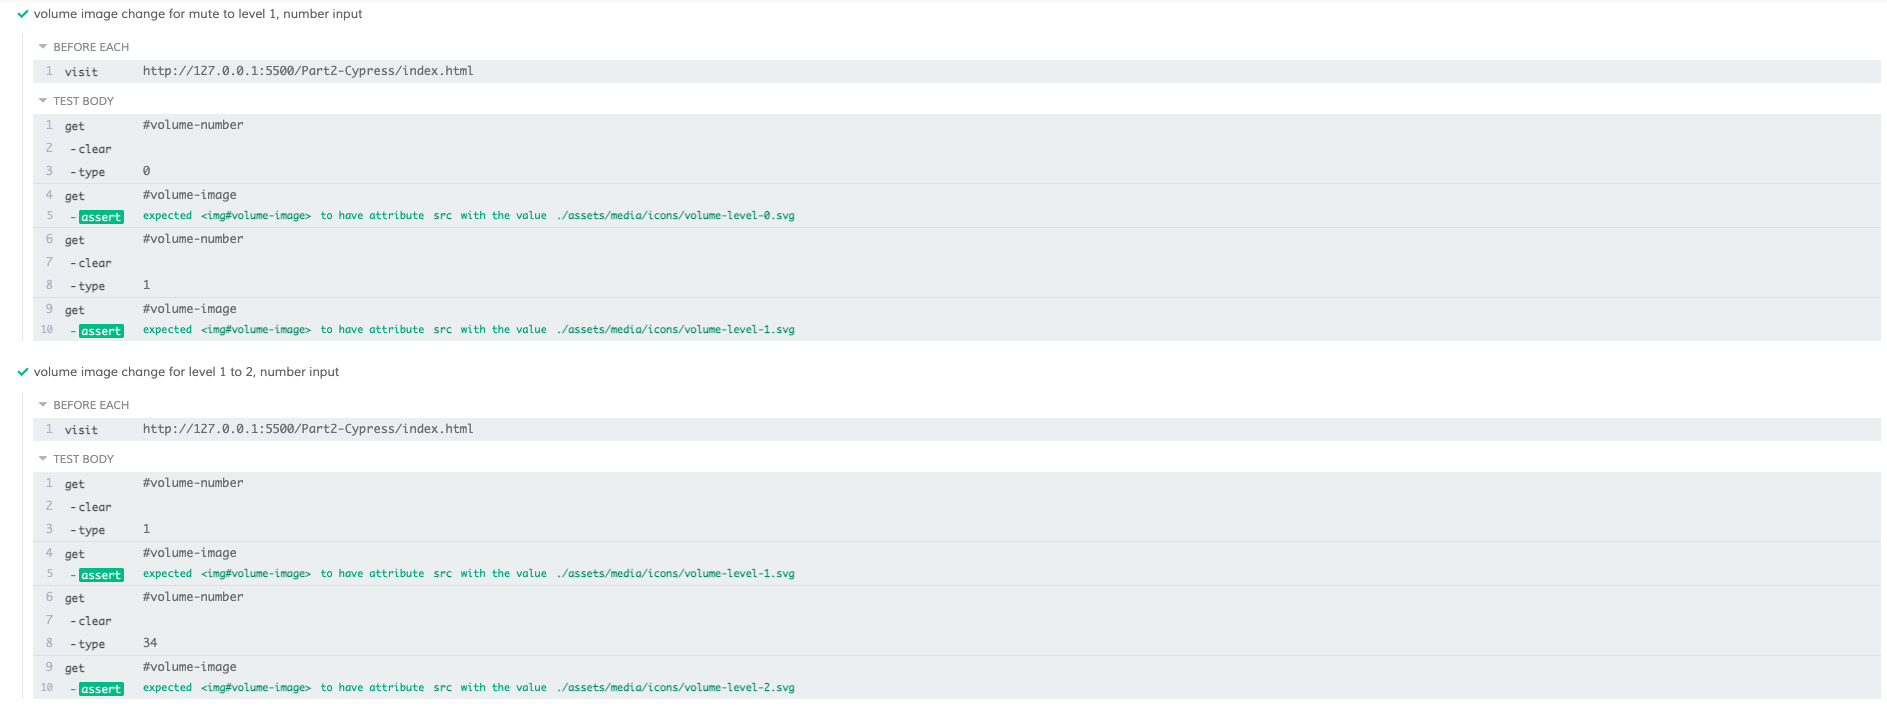 volume image change for mute to level 1, number input
BEFORE EACH
1 visit http://127.0.0.1:5500/Part2-Cypress/index.html
TEST BODY
1 get #volume-number
2 -clear
3 -type 0
4 get #volume-image
5 -assert expected <img#volume-image> to have attribute src with the value ./assets/media/icons/volume-level-0.svg
6 get #volume-number
7 -clear
8 -type 1
9 get #volume-image
10 -assert expected <img#volume-image> to have attribute src with the value ./assets/media/icons/volume-level-1.svg
volume image change for level 1 to 2, number input
BEFORE EACH
1 visit http://127.0.0.1:5500/Part2-Cypress/index.html
TEST BODY
1 get #volume-number
2 -clear
3 -type 1
4 get #volume-image
5 -assert expected <img#volume-image> to have attribute src with the value ./assets/media/icons/volume-level-1.svg
6 get #volume-number
7 -clear
8 -type 34
9 get #volume-image
10 -assert expected <img#volume-image> to have attribute src with the value ./assets/media/icons/volume-level-2.svg